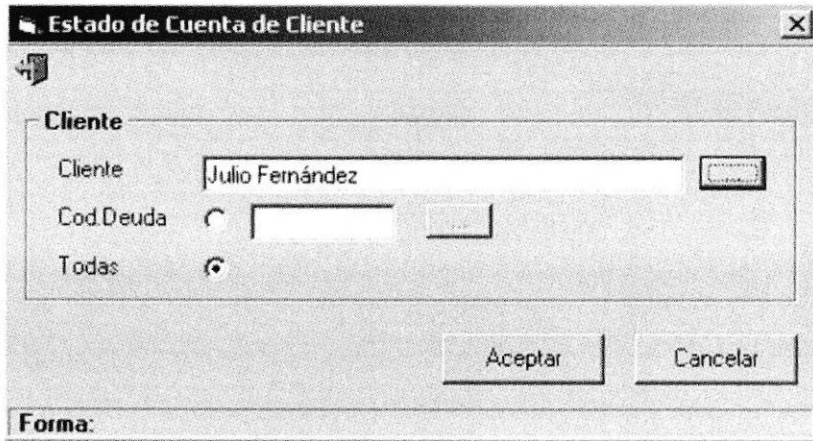 Estado de Cuenta de Cliente
Cliente
Cliente Julio Fernández ...
Cod.Deuda ...
Todas
Aceptar Cancelar
Forma: